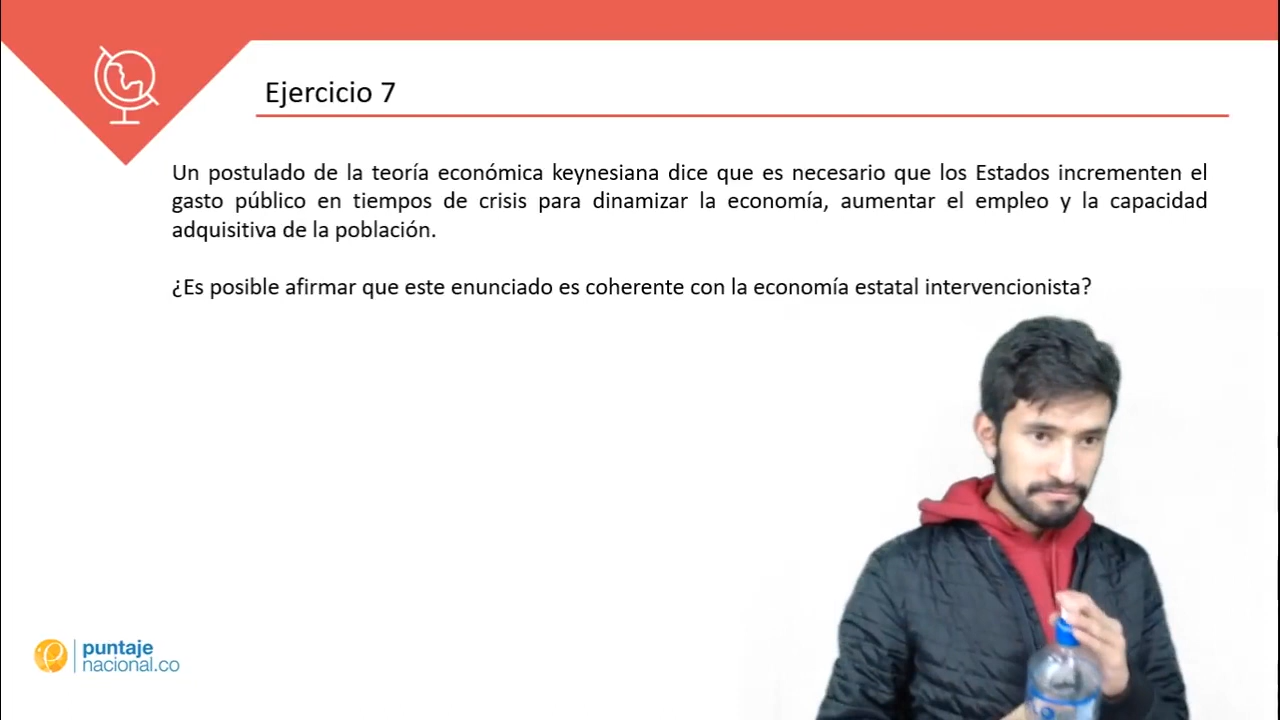 Ejercicio 7
Un postulado de la teoría económica keynesiana dice que es necesario que los Estados incrementen el
gasto público en tiempos de crisis para dinamizar la economía, aumentar el empleo y la capacidad
adquisitiva de la población.
¿Es posible afirmar que este enunciado es coherente con la economía estatal intervencionista?
puntaje
nacional.co